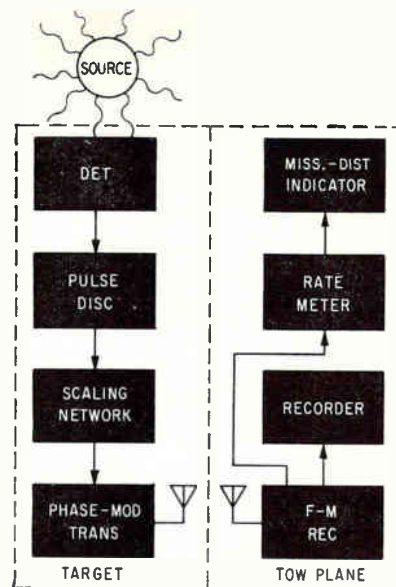 SOURCE
DET
PULSE
DISC
SCALING
NETWORK
PHASE-MOD
TRANS
TARGET
MISS.-DIST
INDICATOR
RATE
METER
RECORDER
F-M
REC
TOW PLANE